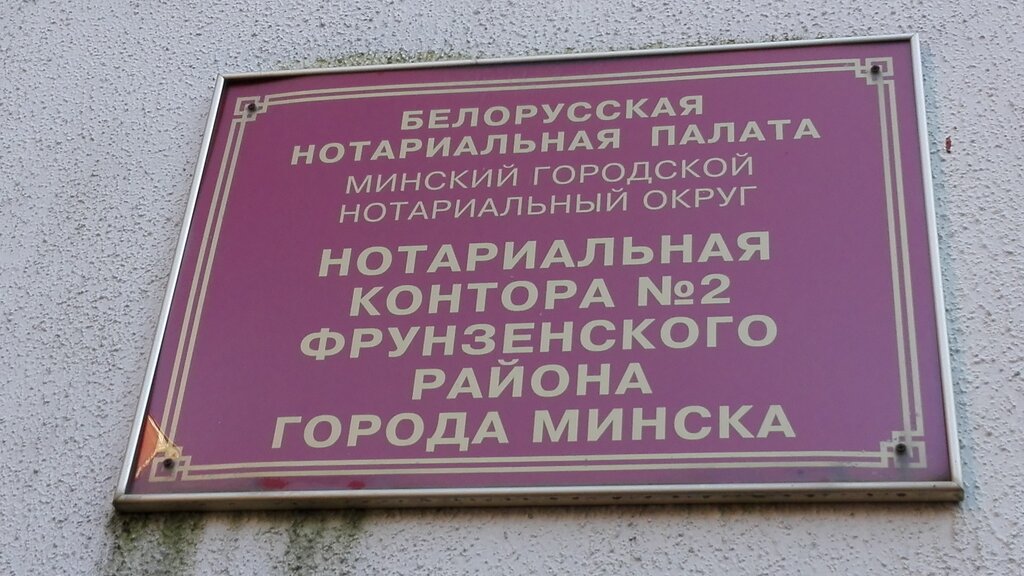 БЕЛОРУССКАЯ
НОТАРИАЛЬНАЯ ПАЛАТА
МИНСКИЙ ГОРОДСКОЙ
НОТАРИАЛЬНЫЙ ОКРУГ
НОТАРИАЛЬНАЯ
КОНТОРА №2
ФРУНЗЕНСКОГО
РАЙОНА
ГОРОДА МИНСКА